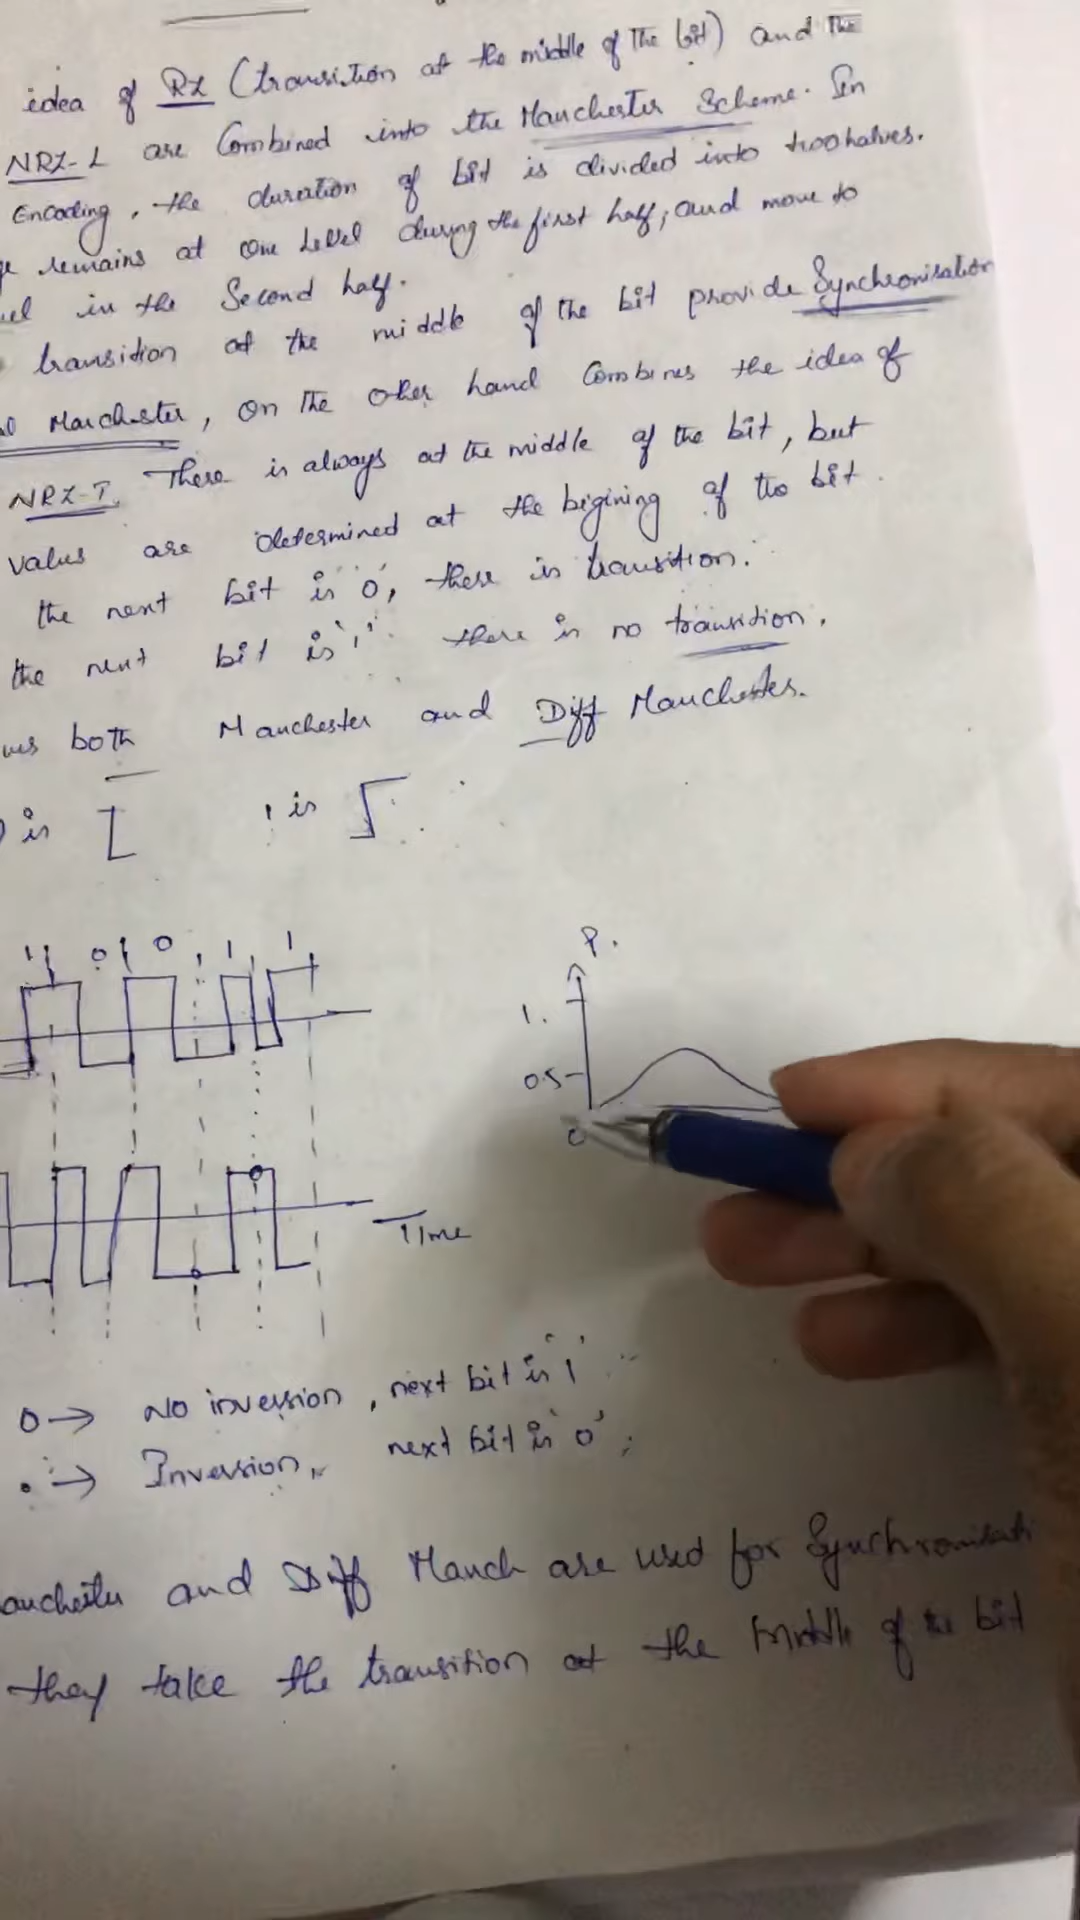 idea of RZ (transition at the middle of the bit) and the
NRZ-L are Combined into the Manchester Scheme. In
Encoding, the duration of bit is divided into twohalves.
remains at one level during the first half, and move to
in the Second half.
transition at the middle of the bit provide Synchronisation
Manchester, on the other hand Combines the idea of
NRZ-I. There is always at the middle of the bit, but
values are determined at the bigining of the bit.
the next bit is '0', there is transition.
the next bit is '1' there is no transition.
both Manchester and Diff Manchester.
is 1 is
1 0 0 1 1
P.
1.
0.5
0
Time
0 → No inversion, next bit is '1'
• → Inversion, next bit is '0';
and Diff Manch are used for
they take the transition at the middle of the bit